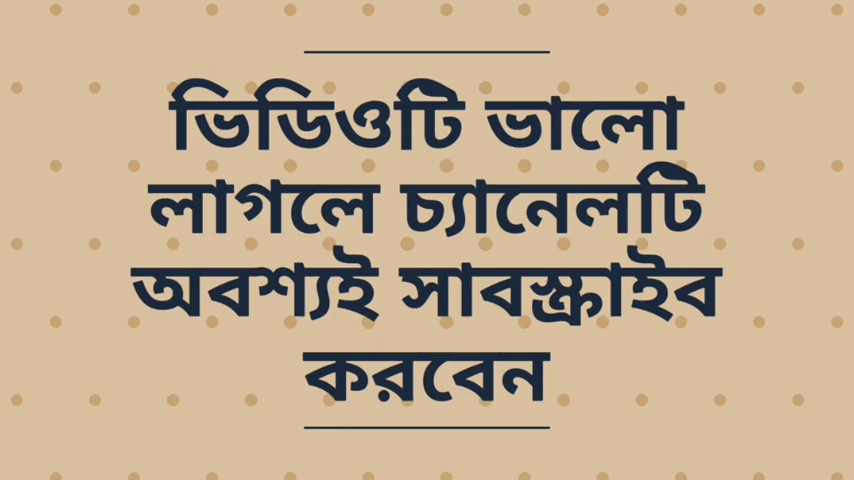 ভিডিওটি ভালো
লাগলে চ্যানেলটি
অবশ্যই সাবস্ক্রাইব
করবেন